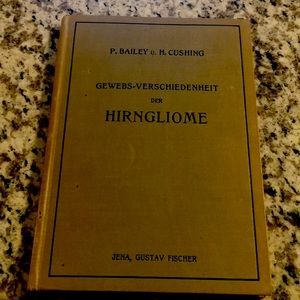 P. BAILEY U. H. CUSHING
GEWEBS-VERSCHIEDENHEIT
DER
HIRNGLIOME
JENA, GUSTAV FISCHER